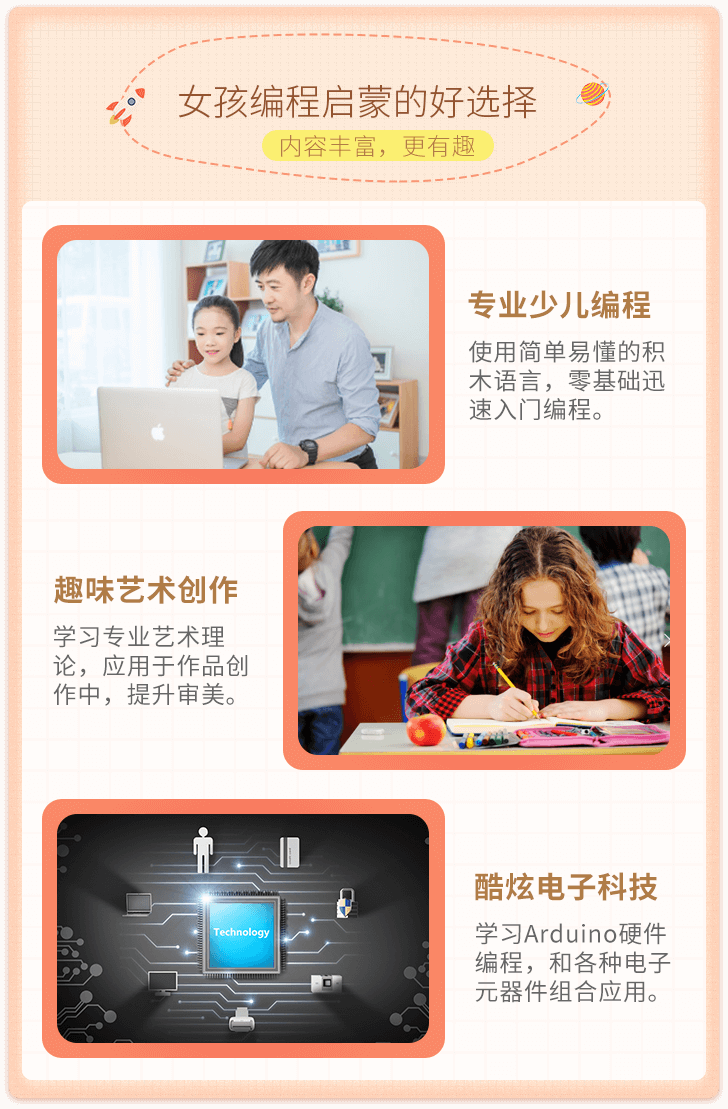 女孩编程启蒙的好选择
内容丰富，更有趣
专业少儿编程
使用简单易懂的积
木语言，零基础迅
速入门编程。
趣味艺术创作
学习专业艺术理
论，应用于作品创
作中，提升审美。
Technology
酷炫电子科技
学习Arduino硬件
编程，和各种电子
元器件组合应用。